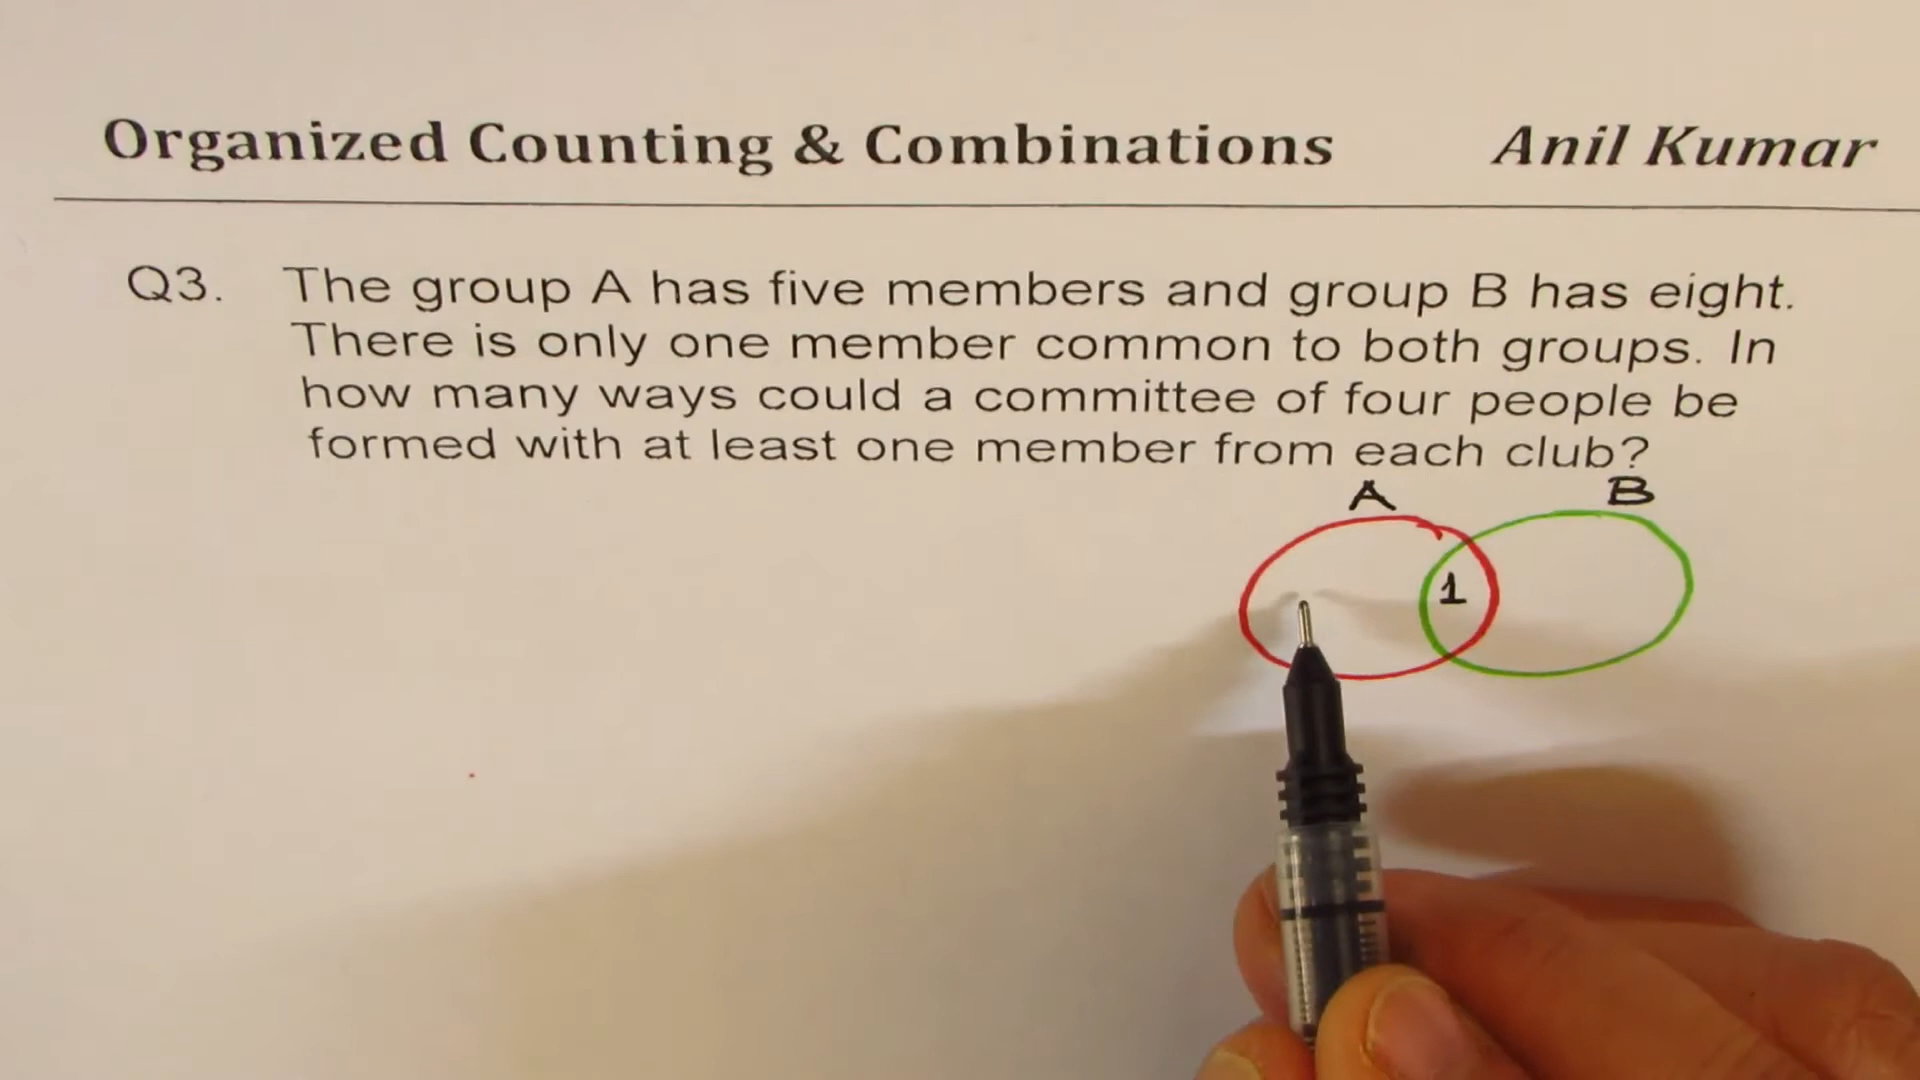 Organized Counting & Combinations Anil Kumar
Q3. The group A has five members and group B has eight.
There is only one member common to both groups. In
how many ways could a committee of four people be
formed with at least one member from each club?
A B
1